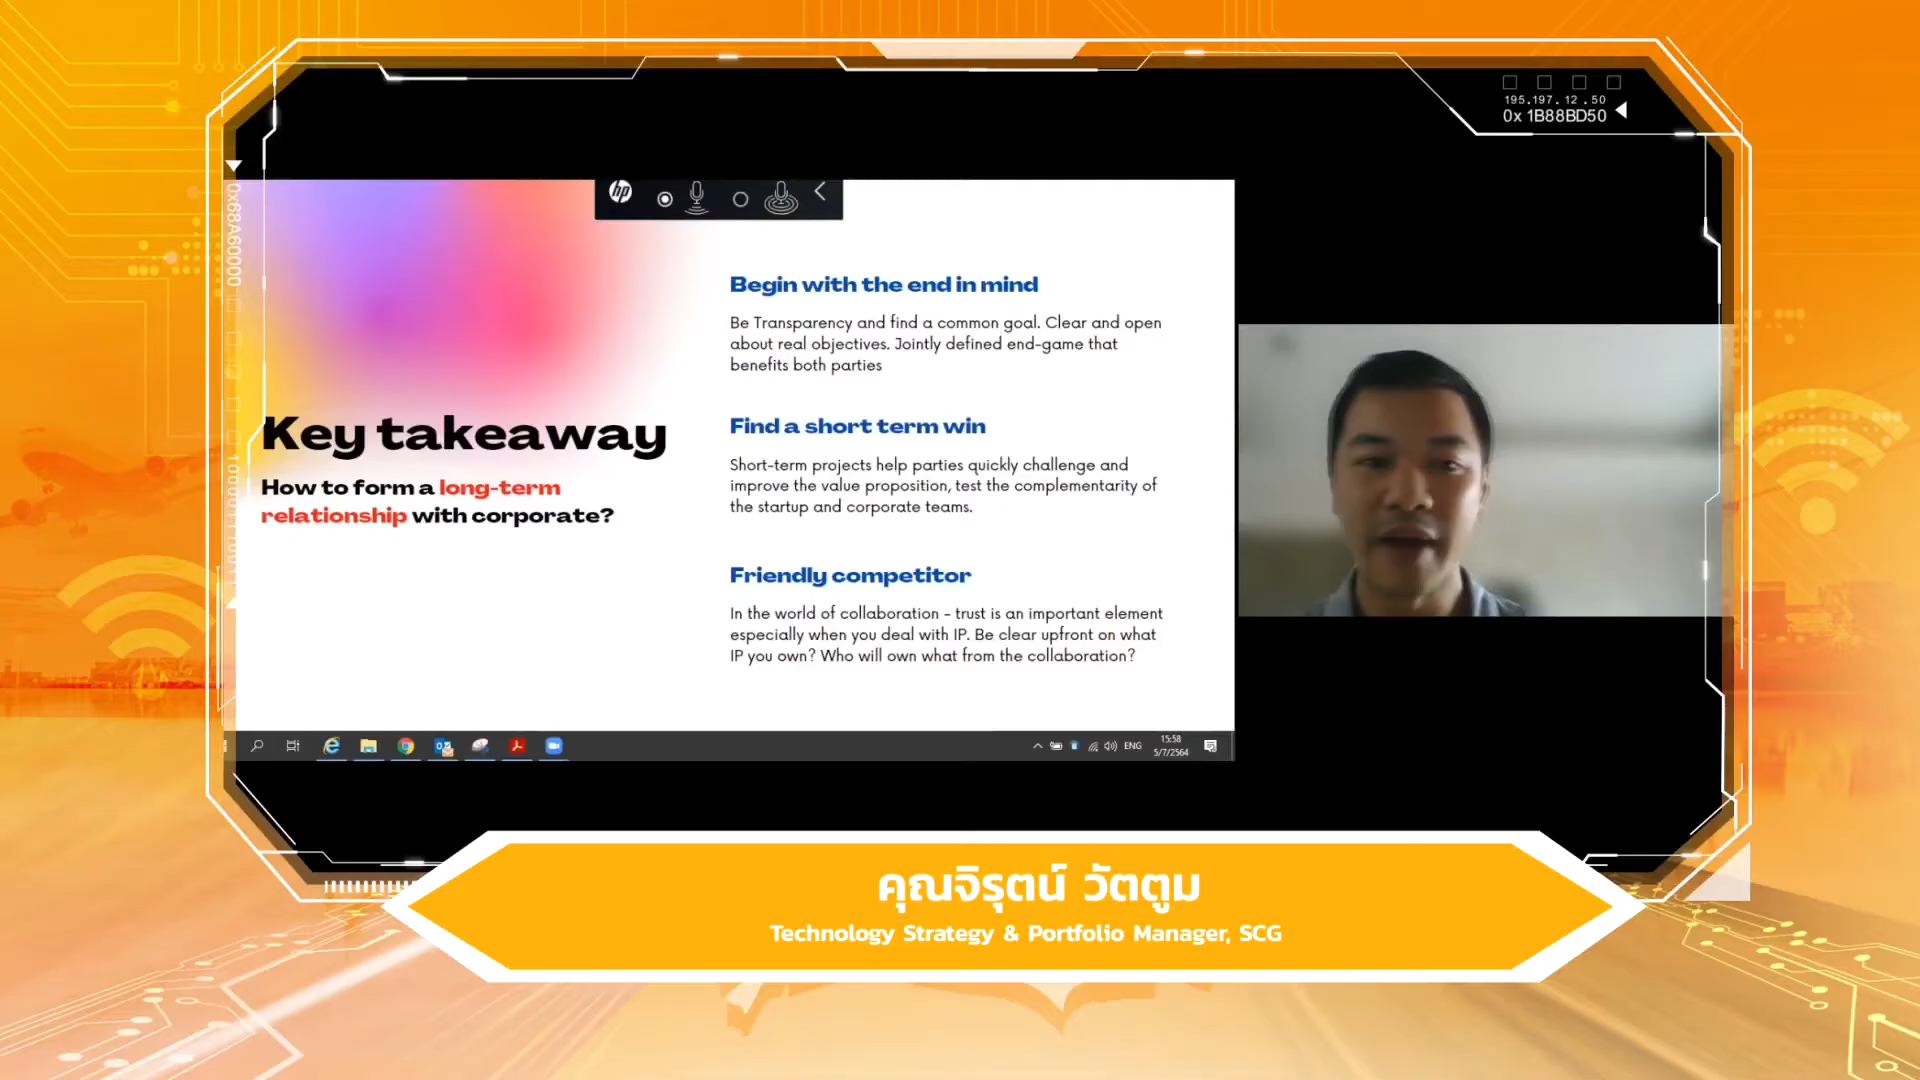 195.197. 12 .50
0x 1B88BD50
0x68A60000
hp
Key takeaway
How to form a long-term
relationship with corporate?
Begin with the end in mind
Be Transparency and find a common goal. Clear and open
about real objectives. Jointly defined end-game that
benefits both parties
Find a short term win
Short-term projects help parties quickly challenge and
improve the value proposition, test the complementarity of
the startup and corporate teams.
Friendly competitor
In the world of collaboration - trust is an important element
especially when you deal with IP. Be clear upfront on what
IP you own? Who will own what from the collaboration?
ENG
15:58
5/7/2564
คุณจิรุตน์ วัตตูม
Technology Strategy & Portfolio Manager, SCG